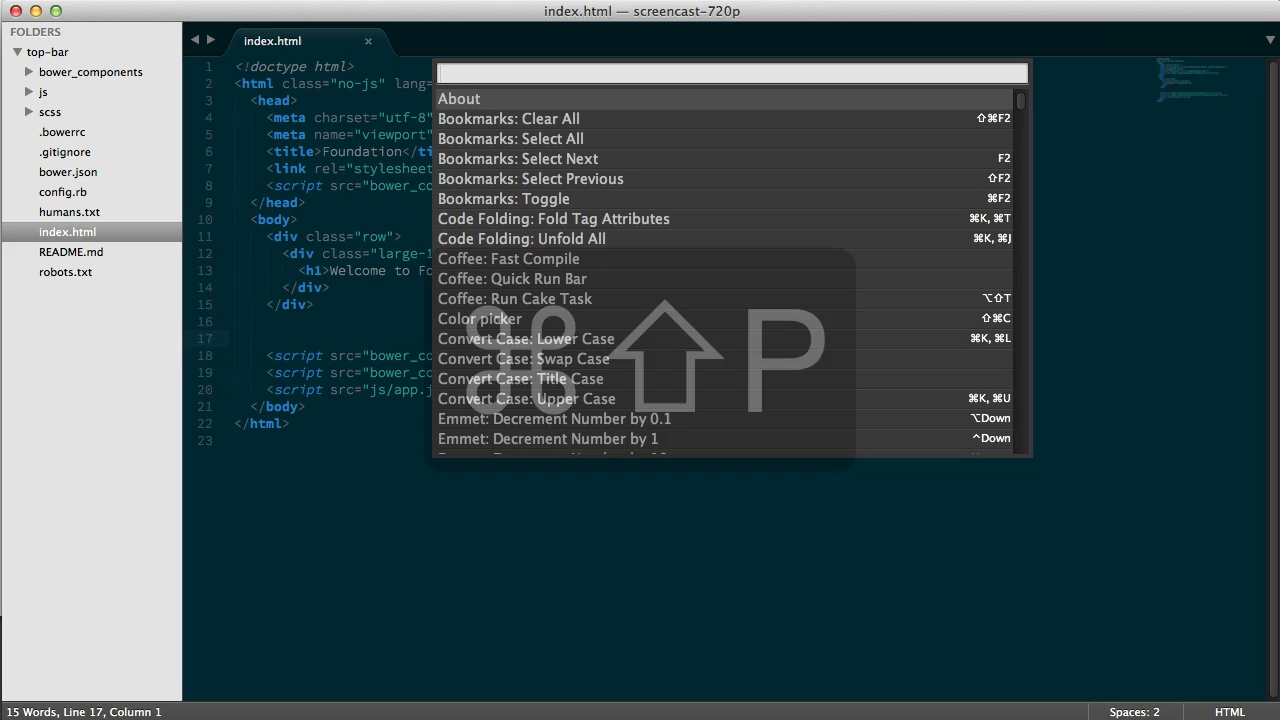 index.html — screencast-720p
FOLDERS
top-bar
bower_components
js
scss
.bowerrc
.gitignore
bower.json
config.rb
humans.txt
index.html
README.md
robots.txt
index.html ×
1 <!doctype html>
2 <html class="no-js" lang=
3 <head>
4 <meta charset="utf-8"
5 <meta name="viewport"
6 <title>Foundation</ti
7 <link rel="stylesheet
8 <script src="bower_co
9 </head>
10 <body>
11 <div class="row">
12 <div class="large-1
13 <h1>Welcome to Fo
14 </div>
15 </div>
16
17
18 <script src="bower_co
19 <script src="bower_co
20 <script src="js/app.j
21 </body>
22 </html>
23
About
Bookmarks: Clear All ⇧⌘F2
Bookmarks: Select All
Bookmarks: Select Next F2
Bookmarks: Select Previous ⇧F2
Bookmarks: Toggle ⌘F2
Code Folding: Fold Tag Attributes ⌘K, ⌘T
Code Folding: Unfold All ⌘K, ⌘J
Coffee: Fast Compile
Coffee: Quick Run Bar
Coffee: Run Cake Task ⌥⇧T
Color picker ⇧⌘C
Convert Case: Lower Case ⌘K, ⌘L
Convert Case: Swap Case
Convert Case: Title Case
Convert Case: Upper Case ⌘K, ⌘U
Emmet: Decrement Number by 0.1 ⌥Down
Emmet: Decrement Number by 1 ^Down
⌘⇧P
15 Words, Line 17, Column 1
Spaces: 2
HTML